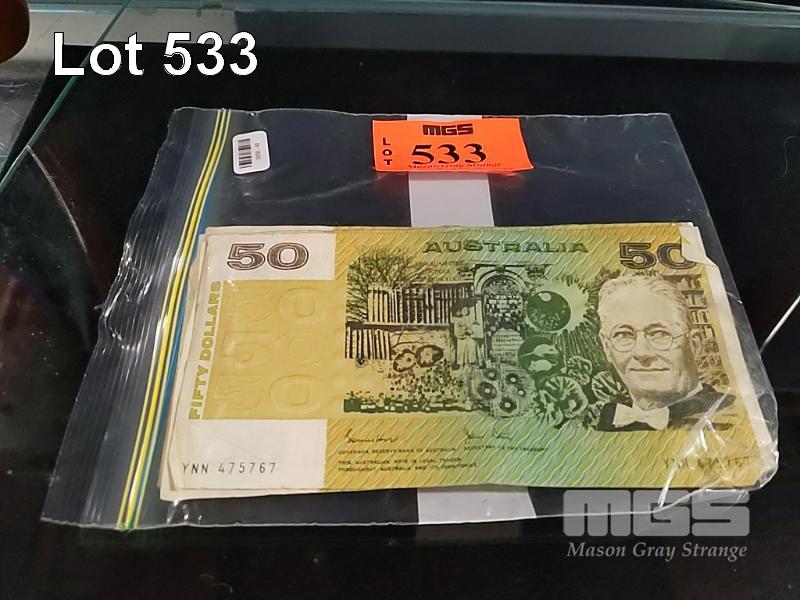 Lot 533
MGS
LOT 533
Mason Gray Strange
50 AUSTRALIA 50
FIFTY DOLLARS
GOVERNOR RESERVE BANK OF AUSTRALIA SECRETARY TO THE TREASURY
THIS AUSTRALIAN NOTE IS LEGAL TENDER
THROUGHOUT AUSTRALIA AND ITS TERRITORIES
YNN 475767 YNN 475767
MGS
Mason Gray Strange